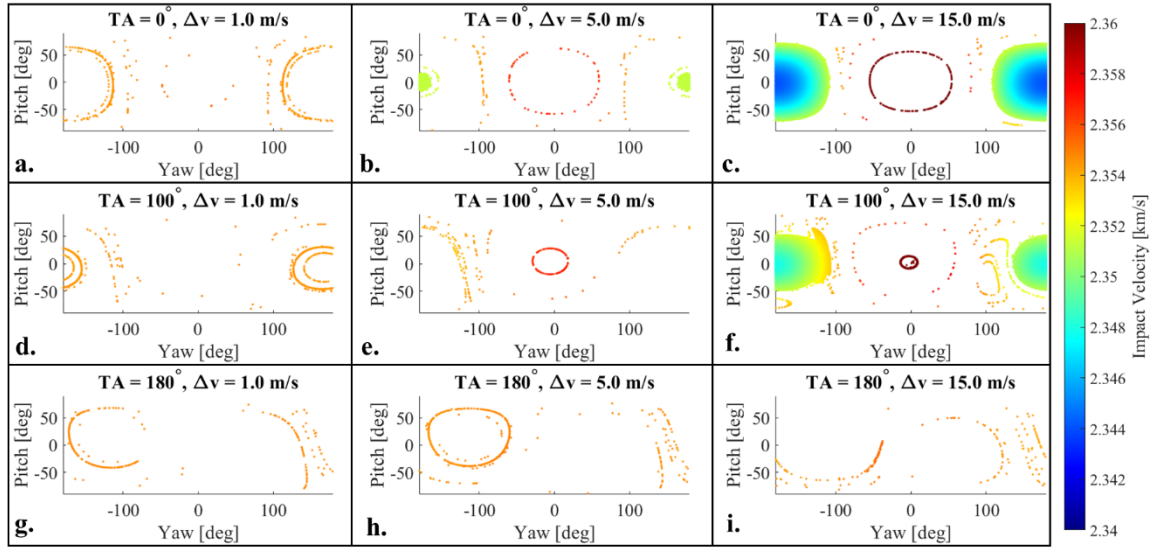 TA = 0°, Δv = 1.0 m/s
Pitch [deg]
50
0
-50
-100
0
100
Yaw [deg]
a.
TA = 0°, Δv = 5.0 m/s
Pitch [deg]
50
0
-50
-100
0
100
Yaw [deg]
b.
TA = 0°, Δv = 15.0 m/s
Pitch [deg]
50
0
-50
-100
0
100
Yaw [deg]
c.
TA = 100°, Δv = 1.0 m/s
Pitch [deg]
50
0
-50
-100
0
100
Yaw [deg]
d.
TA = 100°, Δv = 5.0 m/s
Pitch [deg]
50
0
-50
-100
0
100
Yaw [deg]
e.
TA = 100°, Δv = 15.0 m/s
Pitch [deg]
50
0
-50
-100
0
100
Yaw [deg]
f.
TA = 180°, Δv = 1.0 m/s
Pitch [deg]
50
0
-50
-100
0
100
Yaw [deg]
g.
TA = 180°, Δv = 5.0 m/s
Pitch [deg]
50
0
-50
-100
0
100
Yaw [deg]
h.
TA = 180°, Δv = 15.0 m/s
Pitch [deg]
50
0
-50
-100
0
100
Yaw [deg]
i.
2.36
2.358
2.356
2.354
2.352
2.35
2.348
2.346
2.344
2.342
2.34
Impact Velocity [km/s]